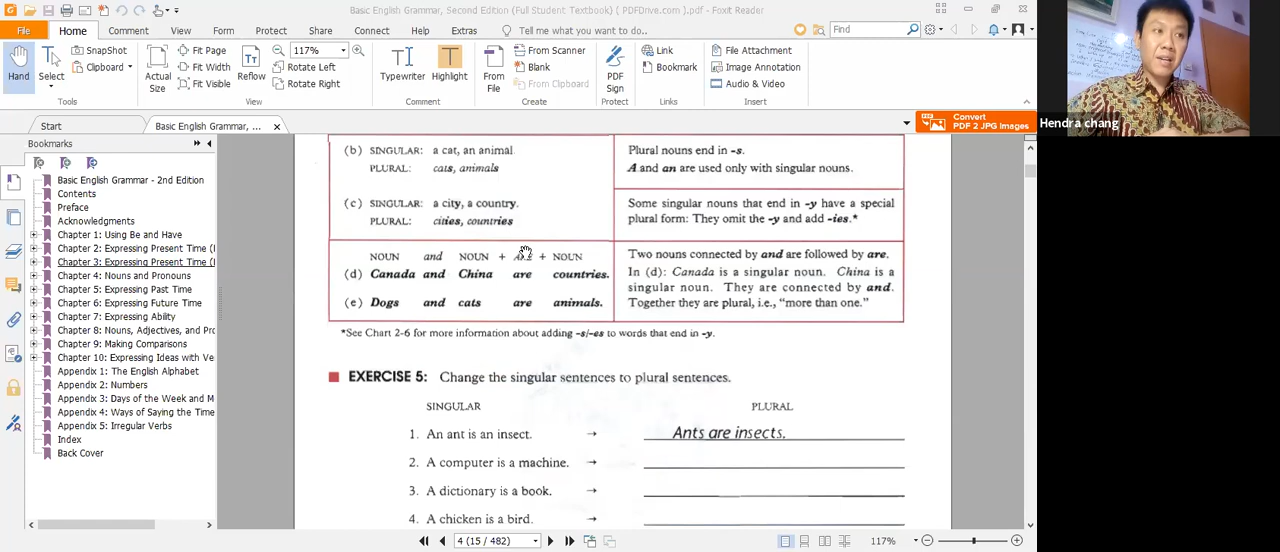 Basic English Grammar, Second Edition (Full Student Textbook) ( PDFDrive.com ).pdf - Foxit Reader
File Home Comment View Form Protect Share Connect Help Extras Tell me what you want to do.. Find
Hand
Select
SnapShot
Clipboard
Actual Size
Fit Page
Fit Width
Fit Visible
Reflow
117%
Rotate Left
Rotate Right
Typewriter
Highlight
From File
From Scanner
Blank
From Clipboard
PDF Sign
Link
Bookmark
File Attachment
Image Annotation
Audio & Video
Tools View Comment Create Protect Links Insert
Start Basic English Grammar, ...
Convert
PDF 2 JPG Images
Hendra chang
Bookmarks
Basic English Grammar - 2nd Edition
Contents
Preface
Acknowledgments
Chapter 1: Using Be and Have
Chapter 2: Expressing Present Time (
Chapter 3: Expressing Present Time (
Chapter 4: Nouns and Pronouns
Chapter 5: Expressing Past Time
Chapter 6: Expressing Future Time
Chapter 7: Expressing Ability
Chapter 8: Nouns, Adjectives, and Pro
Chapter 9: Making Comparisons
Chapter 10: Expressing Ideas with Ve
Appendix 1: The English Alphabet
Appendix 2: Numbers
Appendix 3: Days of the Week and M
Appendix 4: Ways of Saying the Time
Appendix 5: Irregular Verbs
Index
Back Cover
(b) SINGULAR: a cat, an animal.
PLURAL: cats, animals
Plural nouns end in -s.
A and an are used only with singular nouns.
(c) SINGULAR: a city, a country.
PLURAL: cities, countries
Some singular nouns that end in -y have a special
plural form: They omit the -y and add -ies.*
NOUN and NOUN + + NOUN
(d) Canada and China are countries.
(e) Dogs and cats are animals.
Two nouns connected by and are followed by are.
In (d): Canada is a singular noun. China is a
singular noun. They are connected by and.
Together they are plural, i.e., "more than one."
*See Chart 2-6 for more information about adding -s/-es to words that end in -y.
EXERCISE 5: Change the singular sentences to plural sentences.
SINGULAR PLURAL
1. An ant is an insect. → Ants are insects.
2. A computer is a machine. →
3. A dictionary is a book. →
4. A chicken is a bird. →
4 (15 / 482)
117%